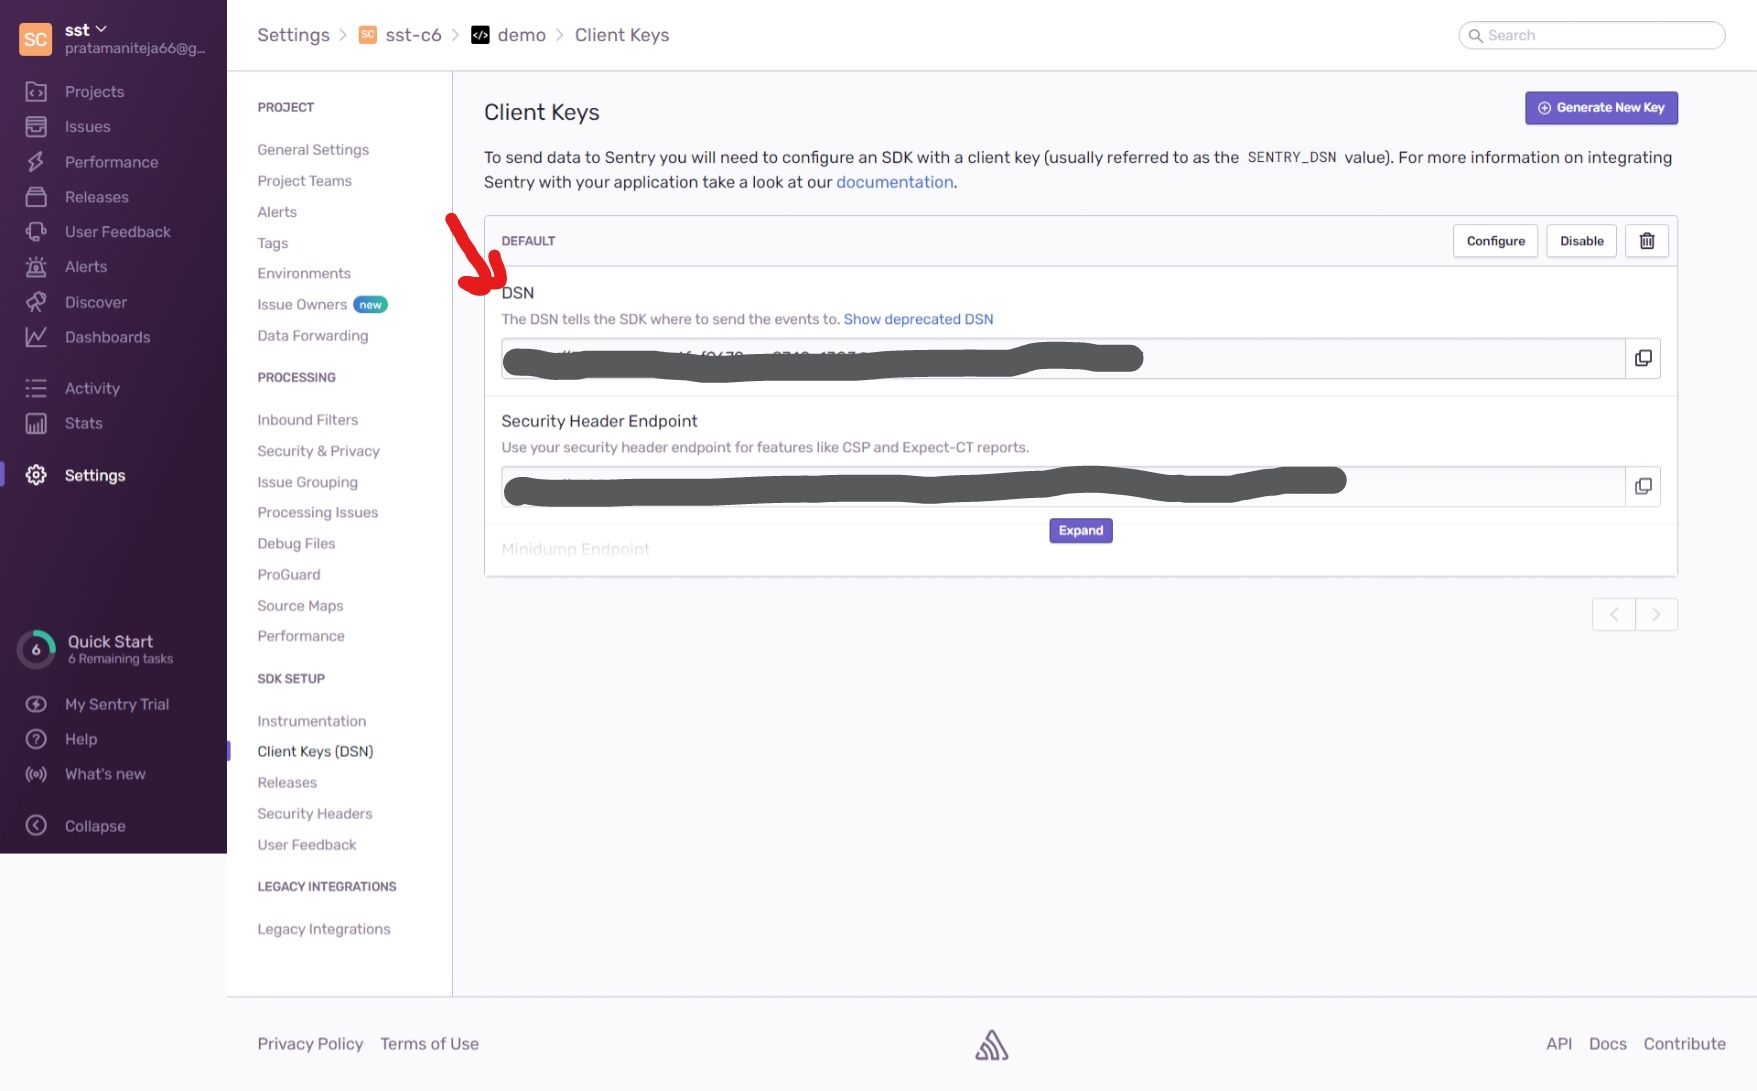 SC
sst
pratamaniteja66@g...
Projects
Issues
Performance
Releases
User Feedback
Alerts
Discover
Dashboards
Activity
Stats
Settings
6
Quick Start
6 Remaining tasks
My Sentry Trial
Help
What's new
Collapse
Settings > SC sst-c6 > demo > Client Keys
Search
PROJECT
General Settings
Project Teams
Alerts
Tags
Environments
Issue Owners new
Data Forwarding
PROCESSING
Inbound Filters
Security & Privacy
Issue Grouping
Processing Issues
Debug Files
ProGuard
Source Maps
Performance
SDK SETUP
Instrumentation
Client Keys (DSN)
Releases
Security Headers
User Feedback
LEGACY INTEGRATIONS
Legacy Integrations
Client Keys
Generate New Key
To send data to Sentry you will need to configure an SDK with a client key (usually referred to as the SENTRY_DSN value). For more information on integrating
Sentry with your application take a look at our documentation.
DEFAULT
Configure
Disable
DSN
The DSN tells the SDK where to send the events to. Show deprecated DSN
Security Header Endpoint
Use your security header endpoint for features like CSP and Expect-CT reports.
Expand
Minidump Endpoint
Privacy Policy
Terms of Use
API
Docs
Contribute